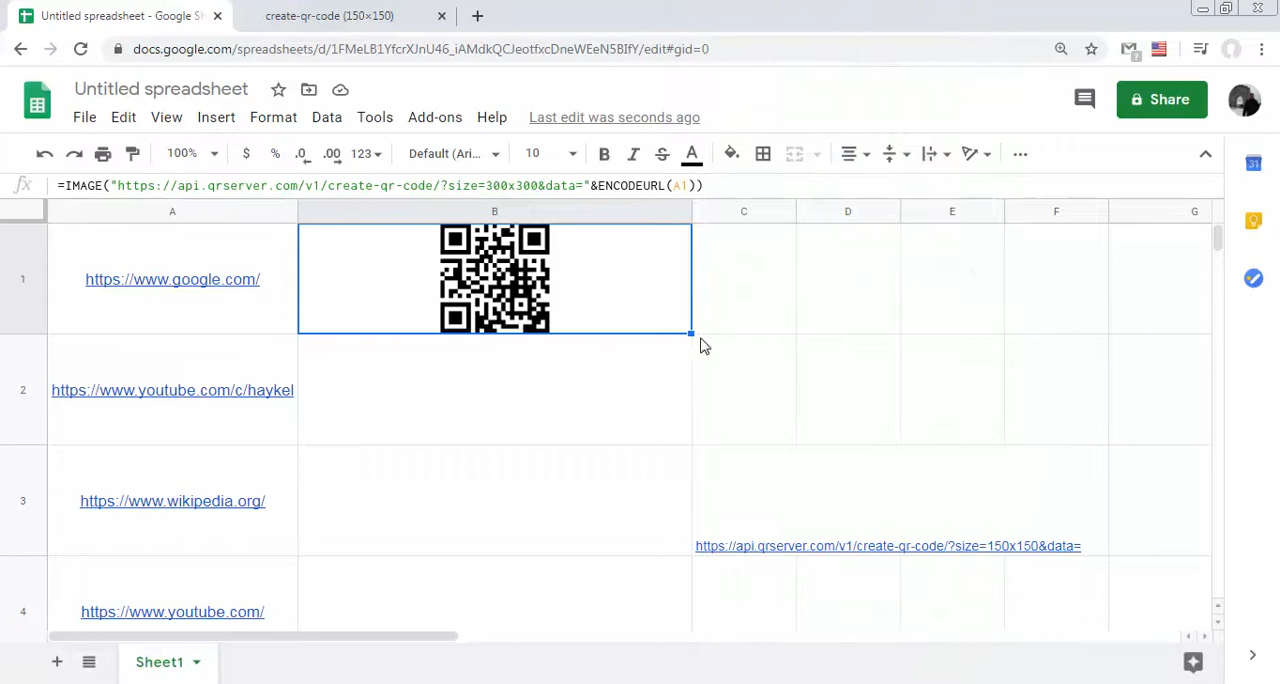 Untitled spreadsheet - Google Sh
create-qr-code (150×150)
docs.google.com/spreadsheets/d/1FMeLB1YfcrXJnU46_iAMdkQCJeotfxcDneWEeN5BIfY/edit#gid=0
Untitled spreadsheet
File Edit View Insert Format Data Tools Add-ons Help Last edit was seconds ago
Share
100% $ % .0 .00 123 Default (Ari... 10 B I S A
fx =IMAGE("https://api.qrserver.com/v1/create-qr-code/?size=300x300&data="&ENCODEURL(A1))
A B C D E F G
1 https://www.google.com/
2 https://www.youtube.com/c/haykel
3 https://www.wikipedia.org/
https://api.qrserver.com/v1/create-qr-code/?size=150x150&data=
4 https://www.youtube.com/
Sheet1
31